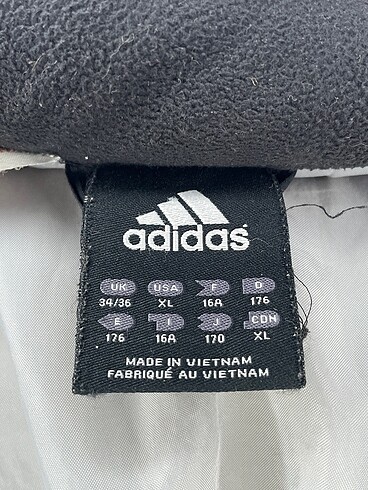 adidas
UK USA F D
34/36 XL 16A 176
E I J CDN
176 16A 170 XL
MADE IN VIETNAM
FABRIQUÉ AU VIETNAM